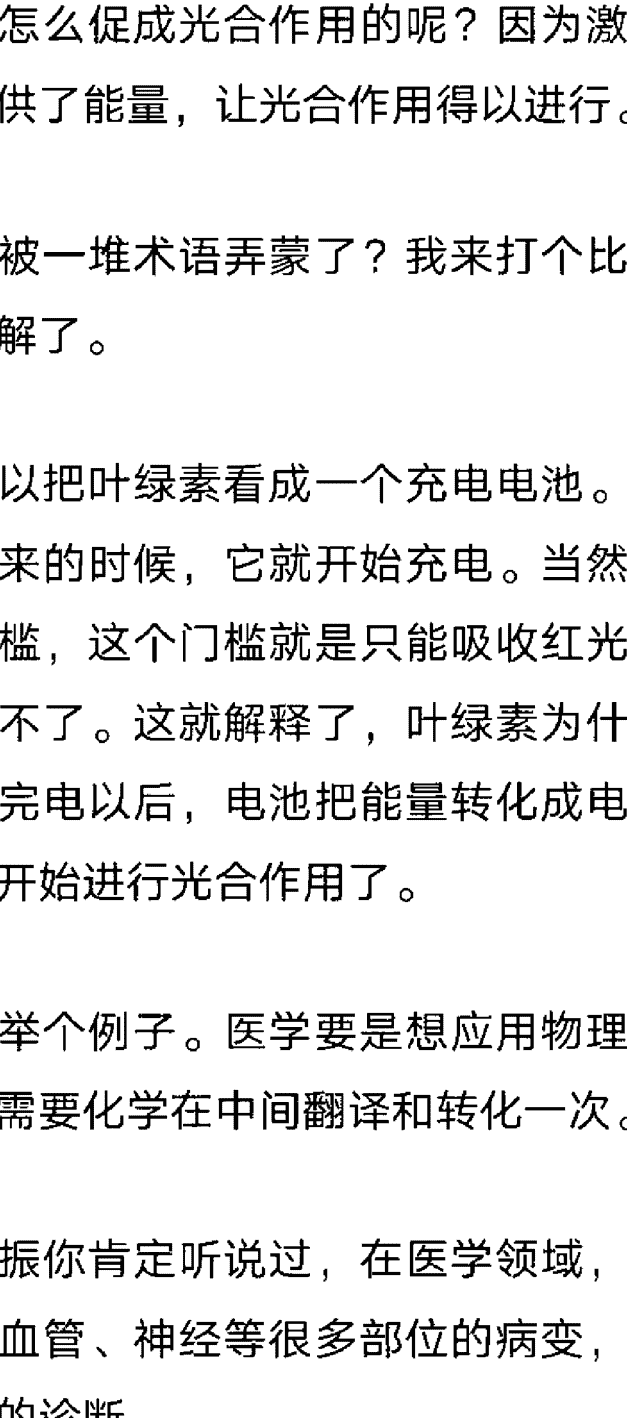 怎么促成光合作用的呢？因为激
供了能量，让光合作用得以进行。
被一堆术语弄蒙了？我来打个比
解了。
以把叶绿素看成一个充电电池。
来的时候，它就开始充电。当然
槛，这个门槛就是只能吸收红光
不了。这就解释了，叶绿素为什
完电以后，电池把能量转化成电
开始进行光合作用了。
举个例子。医学要是想应用物理
需要化学在中间翻译和转化一次。
振你肯定听说过，在医学领域，
血管、神经等很多部位的病变，
的诊断